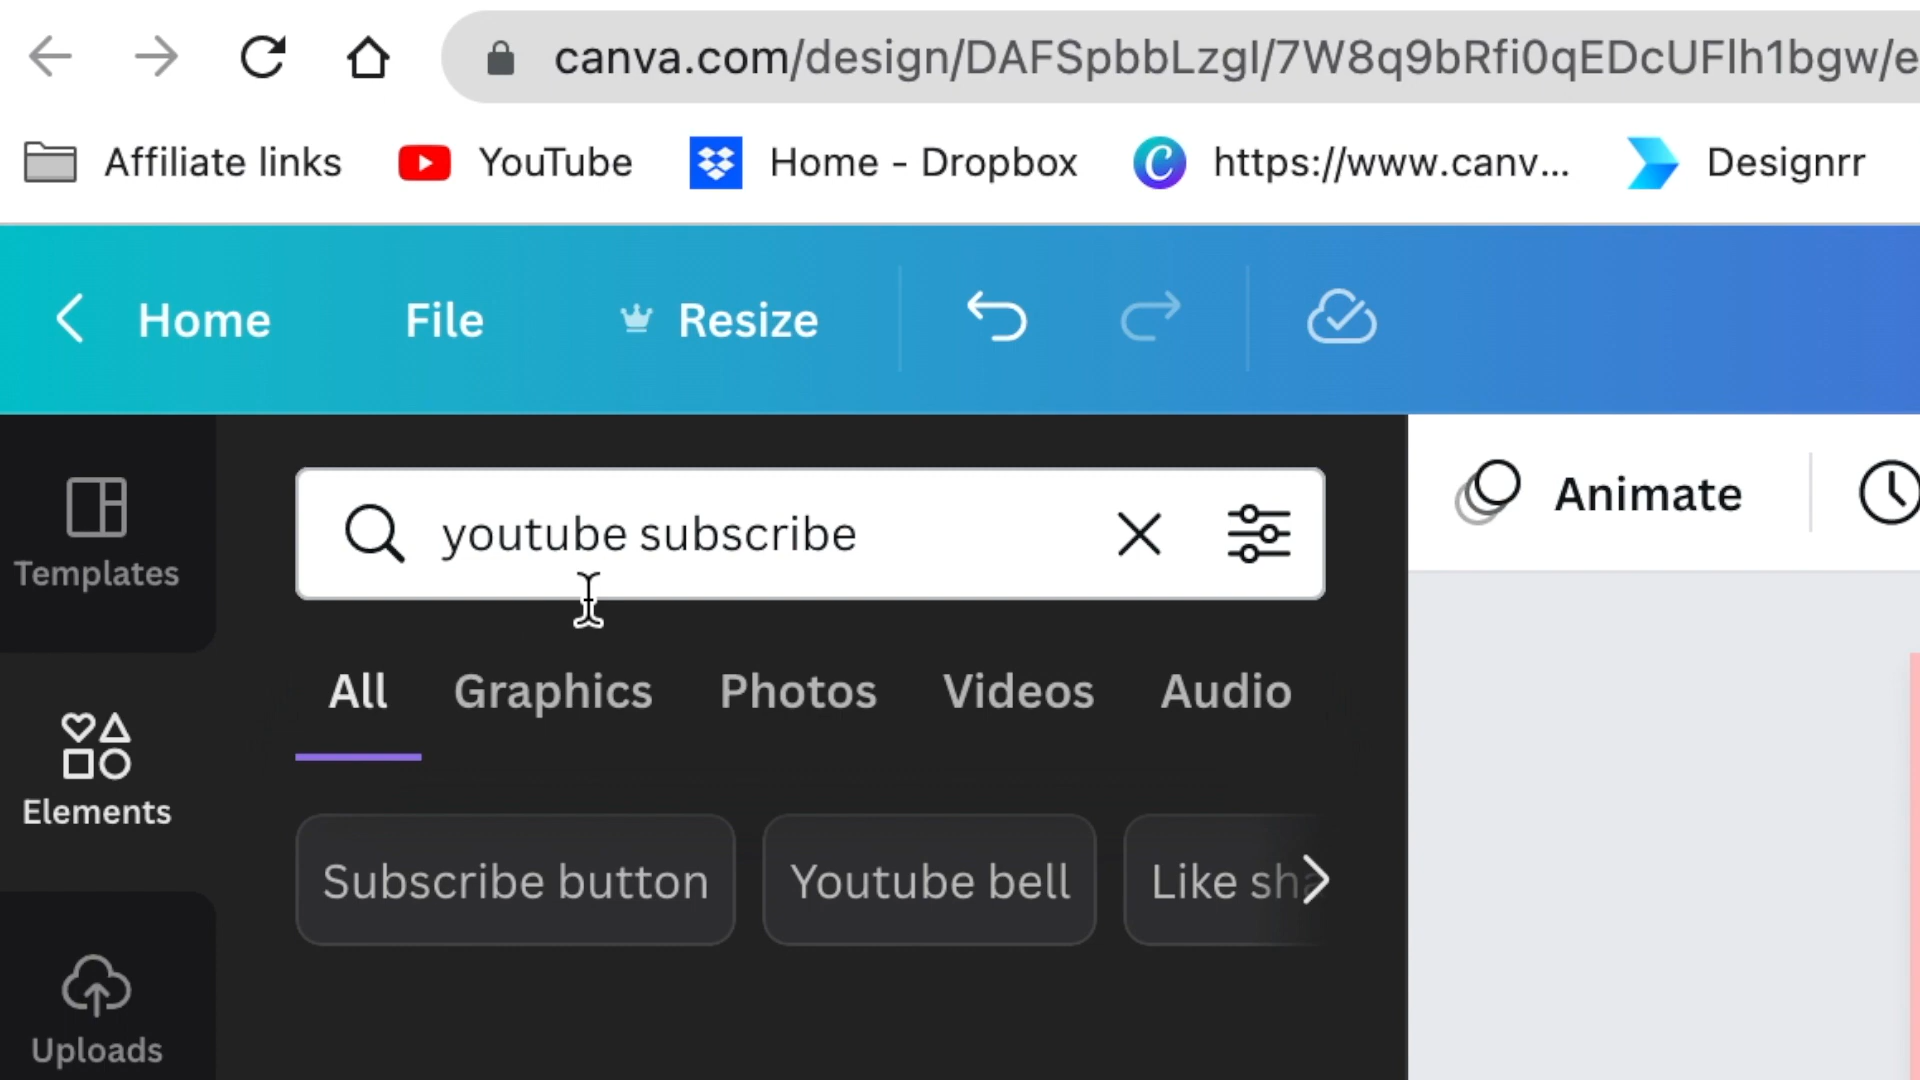 canva.com/design/DAFSpbbLzgI/7W8q9bRfi0qEDcUFlh1bgw/e
Affiliate links YouTube Home - Dropbox https://www.canv... Designrr
Home File Resize
Templates
youtube subscribe
Animate
All Graphics Photos Videos Audio
Elements
Subscribe button Youtube bell Like sha
Uploads